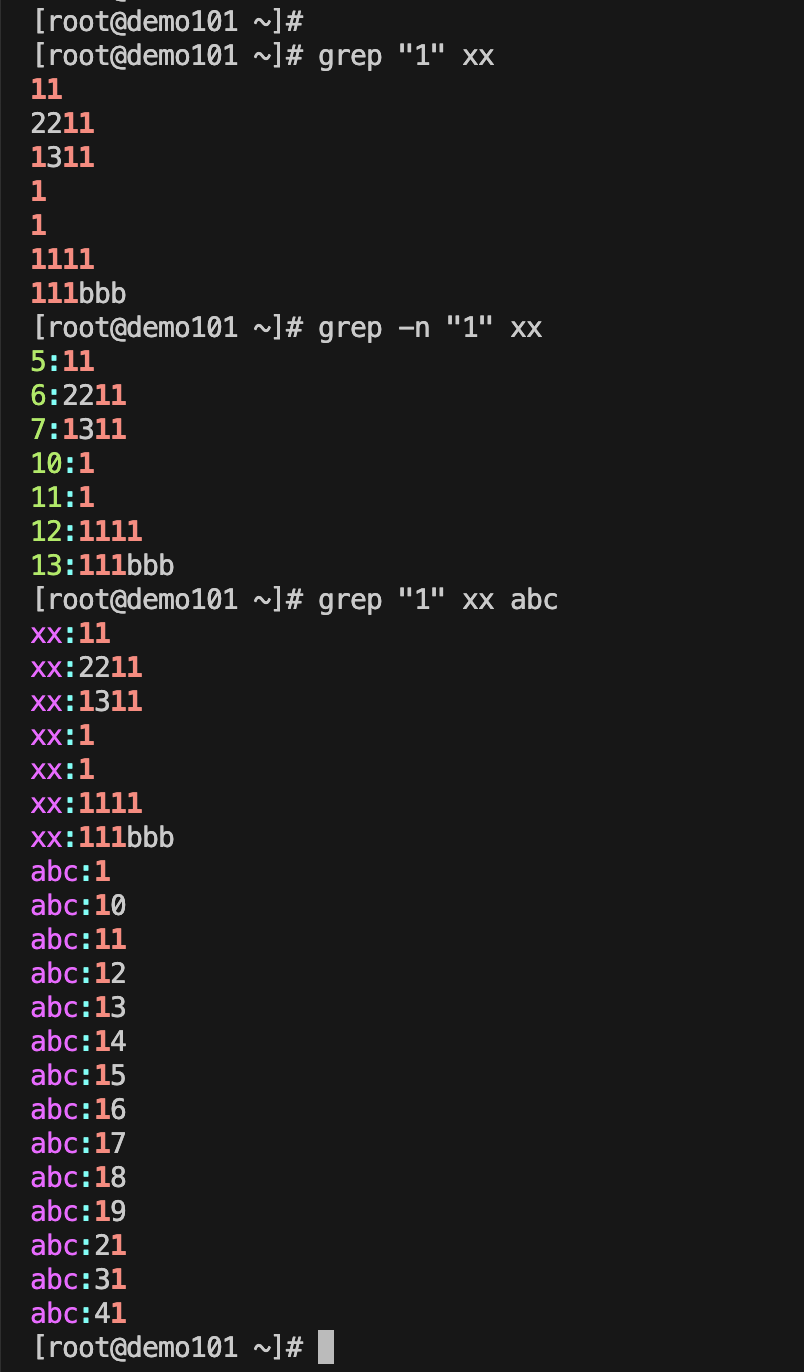 [root@demo101 ~]#
[root@demo101 ~]# grep "1" xx
11
2211
1311
1
1
1111
111bbb
[root@demo101 ~]# grep -n "1" xx
5:11
6:2211
7:1311
10:1
11:1
12:1111
13:111bbb
[root@demo101 ~]# grep "1" xx abc
xx:11
xx:2211
xx:1311
xx:1
xx:1
xx:1111
xx:111bbb
abc:1
abc:10
abc:11
abc:12
abc:13
abc:14
abc:15
abc:16
abc:17
abc:18
abc:19
abc:21
abc:31
abc:41
[root@demo101 ~]#